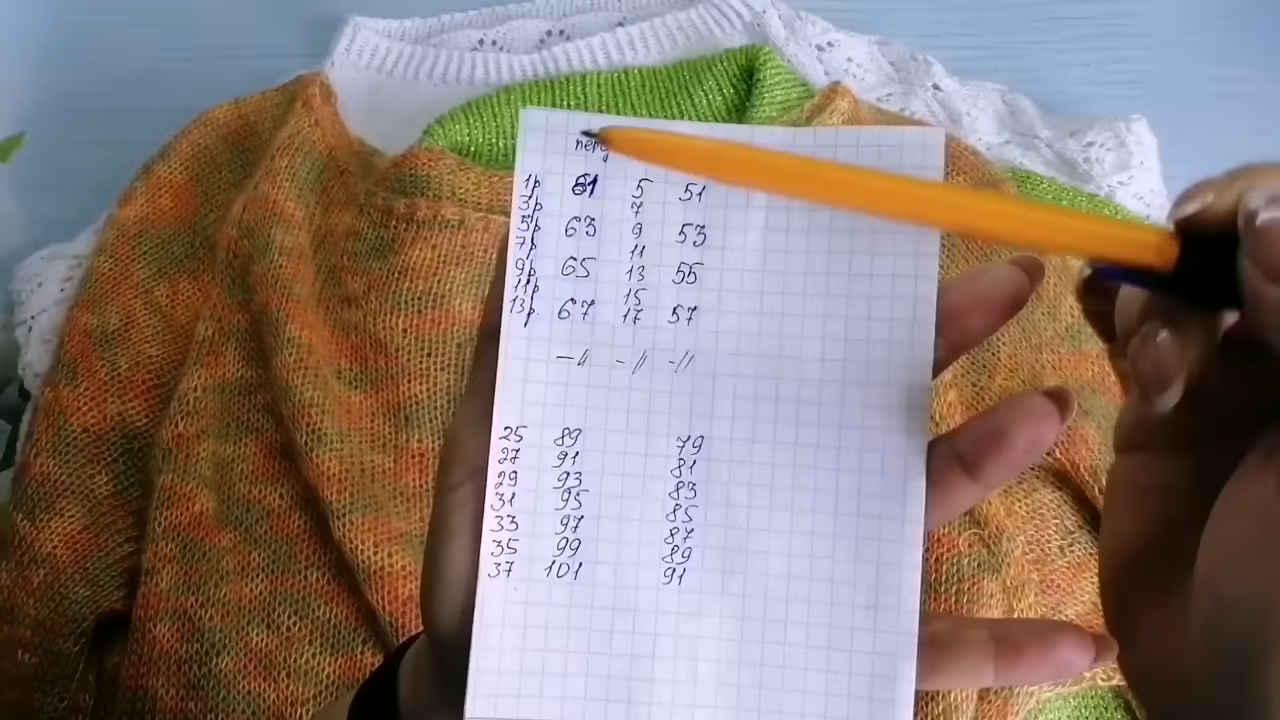 1р 61 5 51
3р 7
5р 63 9 53
7р 11
9р 65 13 55
11р 15
13р. 67 17 57
-11 -11 -11
25 89 79
27 91 81
29 93 83
31 95 85
33 97 87
35 99 89
37 101 91